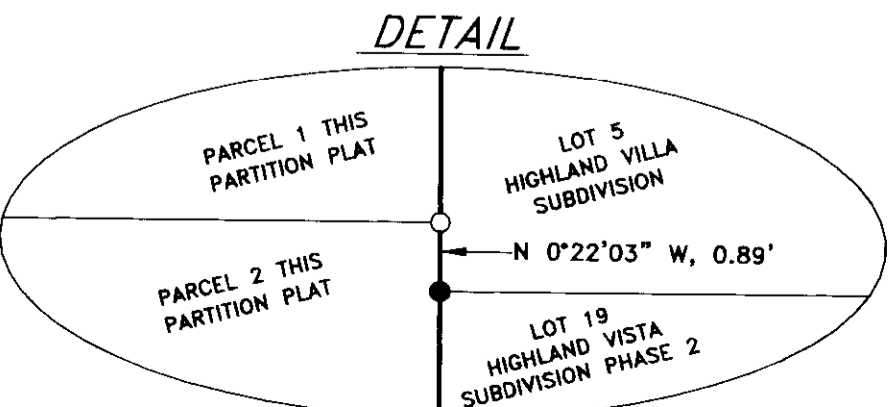 DETAIL
PARCEL 1 THIS
PARTITION PLAT
LOT 5
HIGHLAND VILLA
SUBDIVISION
N 0°22'03" W, 0.89'
PARCEL 2 THIS
PARTITION PLAT
LOT 19
HIGHLAND VISTA
SUBDIVISION PHASE 2